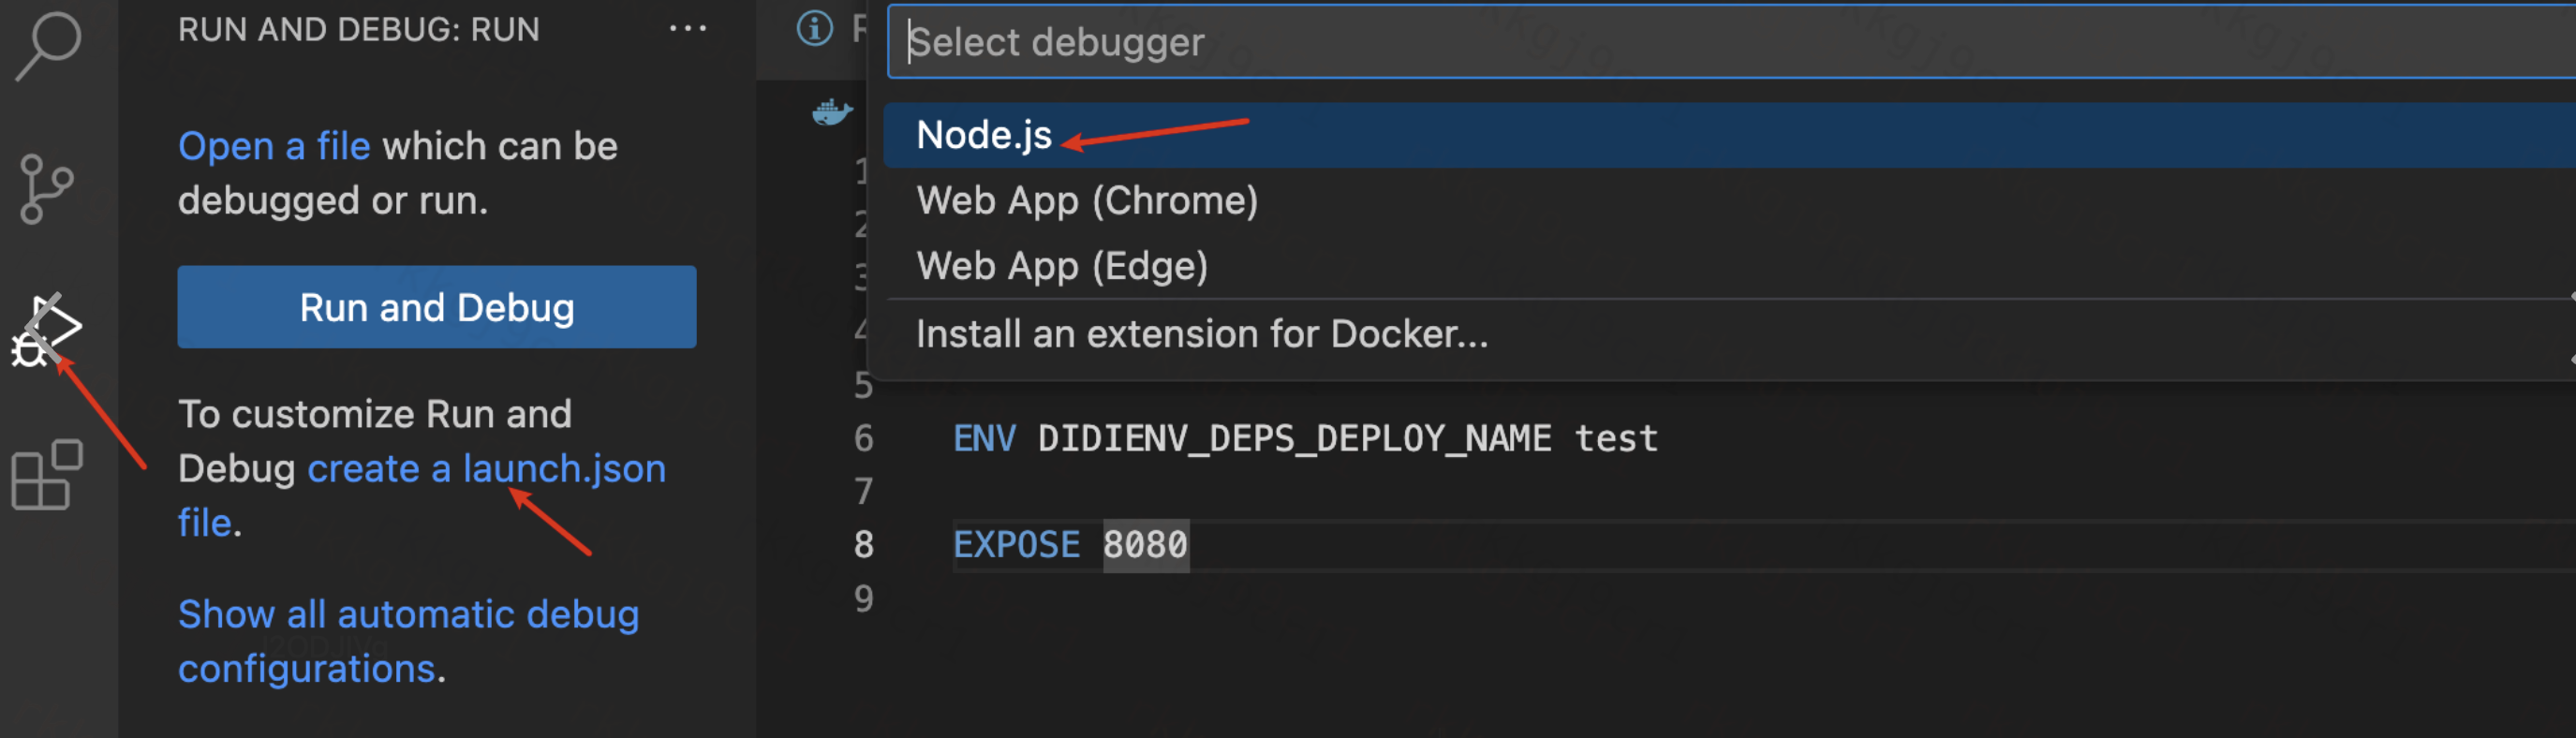 RUN AND DEBUG: RUN
Open a file which can be
debugged or run.
Run and Debug
To customize Run and
Debug create a launch.json
file.
Show all automatic debug
configurations.
Select debugger
Node.js
Web App (Chrome)
Web App (Edge)
Install an extension for Docker...
1
2
3
4
5
6 ENV DIDIENV_DEPS_DEPLOY_NAME test
7
8 EXPOSE 8080
9